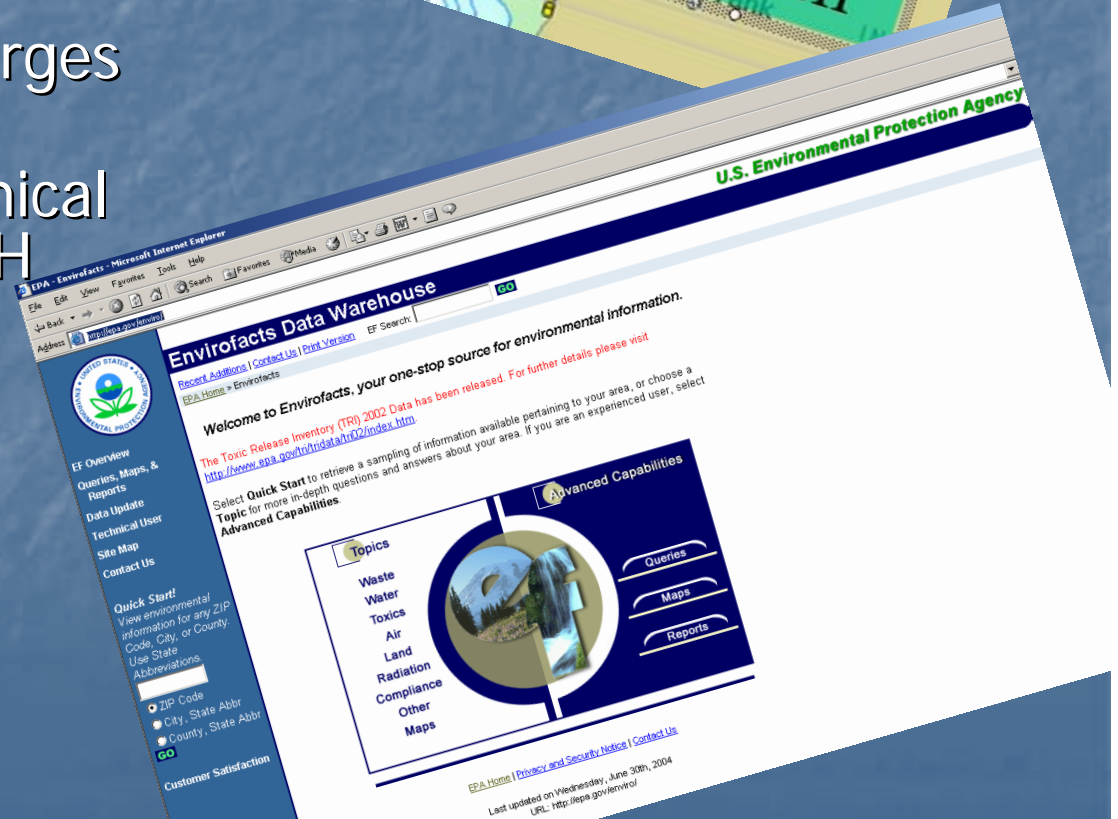 rges
nical
H
EPA - Envirofacts - Microsoft Internet Explorer
File Edit View Favorites Tools Help
Back Search Favorites Media
Address http://epa.gov/enviro/
U.S. Environmental Protection Agency
Envirofacts Data Warehouse
Recent Additions | Contact Us | Print Version EF Search: GO
EPA Home > Envirofacts
UNITED STATES
ENVIRONMENTAL PROTECTION AGENCY
EF Overview
Queries, Maps, &
Reports
Data Update
Technical User
Site Map
Contact Us
Quick Start!
View environmental
information for any ZIP
Code, City, or County.
Use State
Abbreviations.
ZIP Code
City, State Abbr
County, State Abbr
GO
Customer Satisfaction
Welcome to Envirofacts, your one-stop source for environmental information.
The Toxic Release Inventory (TRI) 2002 Data has been released. For further details please visit
http://www.epa.gov/tri/tridata/tri02/index.htm.
Select Quick Start to retrieve a sampling of information available pertaining to your area, or choose a
Topic for more in-depth questions and answers about your area. If you are an experienced user, select
Advanced Capabilities.
Topics
Waste
Water
Toxics
Air
Land
Radiation
Compliance
Other
Maps
ef
Advanced Capabilities
Queries
Maps
Reports
EPA Home | Privacy and Security Notice | Contact Us
Last updated on Wednesday, June 30th, 2004
URL: http://epa.gov/enviro/